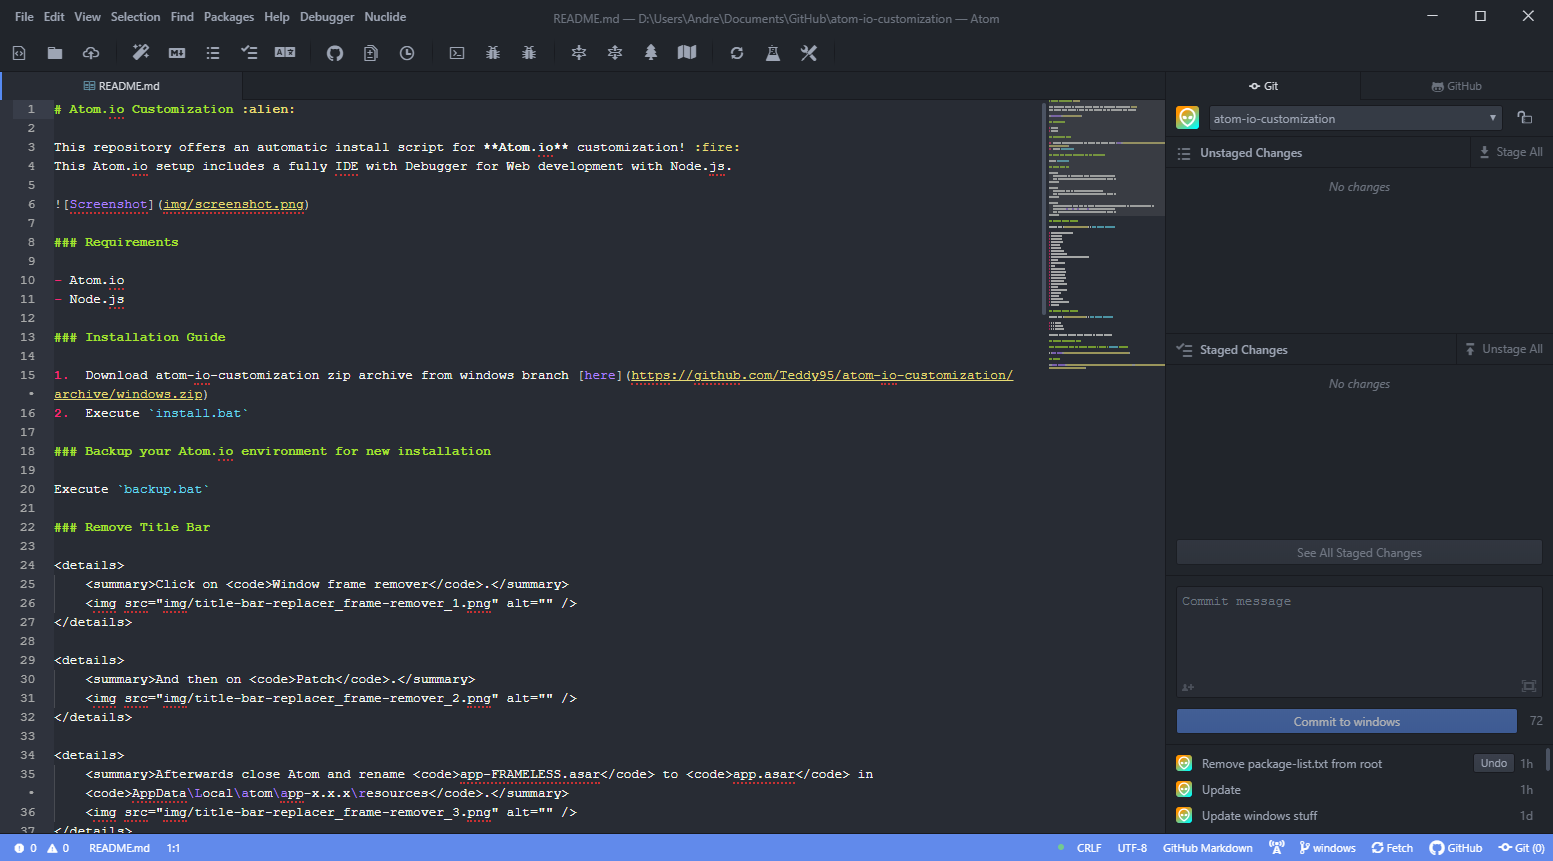 File Edit View Selection Find Packages Help Debugger Nuclide
README.md — D:\Users\Andre\Documents\GitHub\atom-io-customization — Atom
README.md
1 # Atom.io Customization :alien:
2
3 This repository offers an automatic install script for **Atom.io** customization! :fire:
4 This Atom.io setup includes a fully IDE with Debugger for Web development with Node.js.
5
6 ![Screenshot](img/screenshot.png)
7
8 ### Requirements
9
10 - Atom.io
11 - Node.js
12
13 ### Installation Guide
14
15 1.  Download atom-io-customization zip archive from windows branch [here](https://github.com/Teddy95/atom-io-customization/
• archive/windows.zip)
16 2.  Execute `install.bat`
17
18 ### Backup your Atom.io environment for new installation
19
20 Execute `backup.bat`
21
22 ### Remove Title Bar
23
24 <details>
25     <summary>Click on <code>Window frame remover</code>.</summary>
26     <img src="img/title-bar-replacer_frame-remover_1.png" alt="" />
27 </details>
28
29 <details>
30     <summary>And then on <code>Patch</code>.</summary>
31     <img src="img/title-bar-replacer_frame-remover_2.png" alt="" />
32 </details>
33
34 <details>
35     <summary>Afterwards close Atom and rename <code>app-FRAMELESS.asar</code> to <code>app.asar</code> in
•     <code>AppData\Local\atom\app-x.x.x\resources</code>.</summary>
36     <img src="img/title-bar-replacer_frame-remover_3.png" alt="" />
37 </details>
Git GitHub
atom-io-customization
Unstaged Changes Stage All
No changes
Staged Changes Unstage All
No changes
See All Staged Changes
Commit message
Commit to windows 72
Remove package-list.txt from root Undo 1h
Update 1h
Update windows stuff 1d
0 0 README.md 1:1 CRLF UTF-8 GitHub Markdown windows Fetch GitHub Git (0)